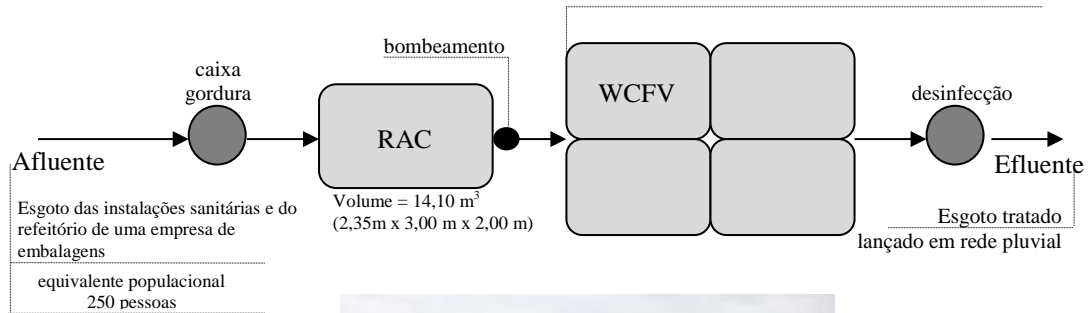 bombeamento
caixa
gordura
WCFV
desinfecção
RAC
Afluente
Efluente
Volume = 14,10 m³
(2,35m x 3,00 m x 2,00 m)
Esgoto das instalações sanitárias e do
refeitório de uma empresa de
embalagens
Esgoto tratado
lançado em rede pluvial
equivalente populacional
250 pessoas